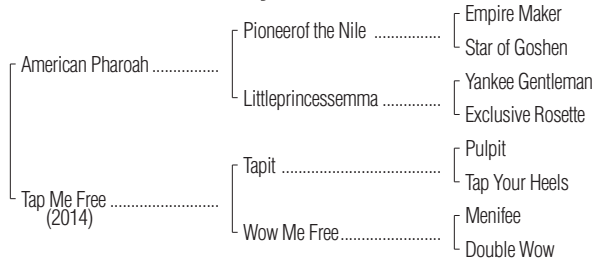 Empire Maker
Pioneerof the Nile ................
Star of Goshen
American Pharoah ................
Yankee Gentleman
Littleprincessemma ..............
Exclusive Rosette
Pulpit
Tapit ......................................
Tap Your Heels
Tap Me Free ..........................
(2014)
Menifee
Wow Me Free........................
Double Wow